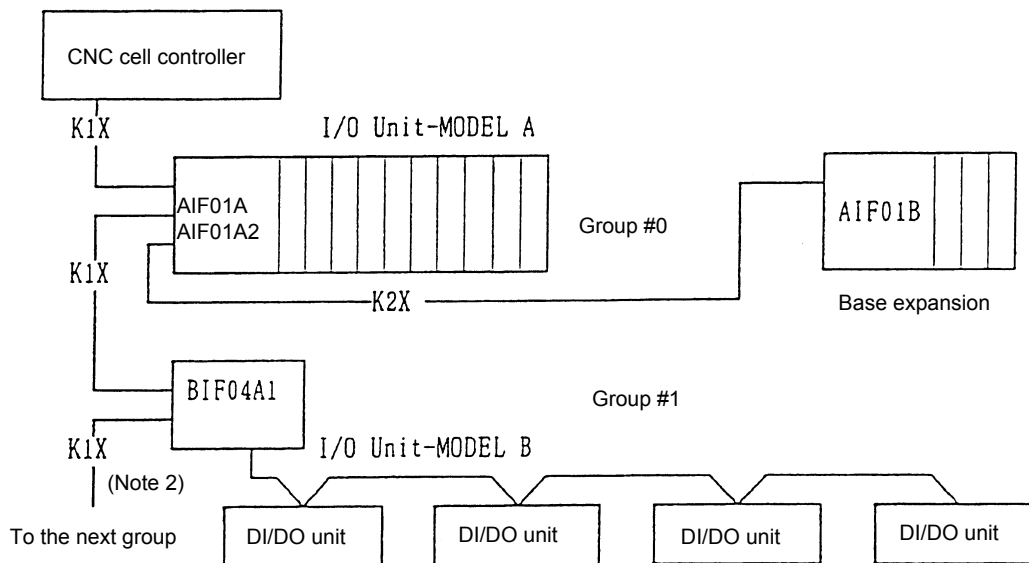 CNC cell controller
K1X
I/O Unit-MODEL A
AIF01A
AIF01A2
Group #0
AIF01B
K1X
K2X
Base expansion
BIF04A1
Group #1
K1X
I/O Unit-MODEL B
(Note 2)
To the next group
DI/DO unit
DI/DO unit
DI/DO unit
DI/DO unit